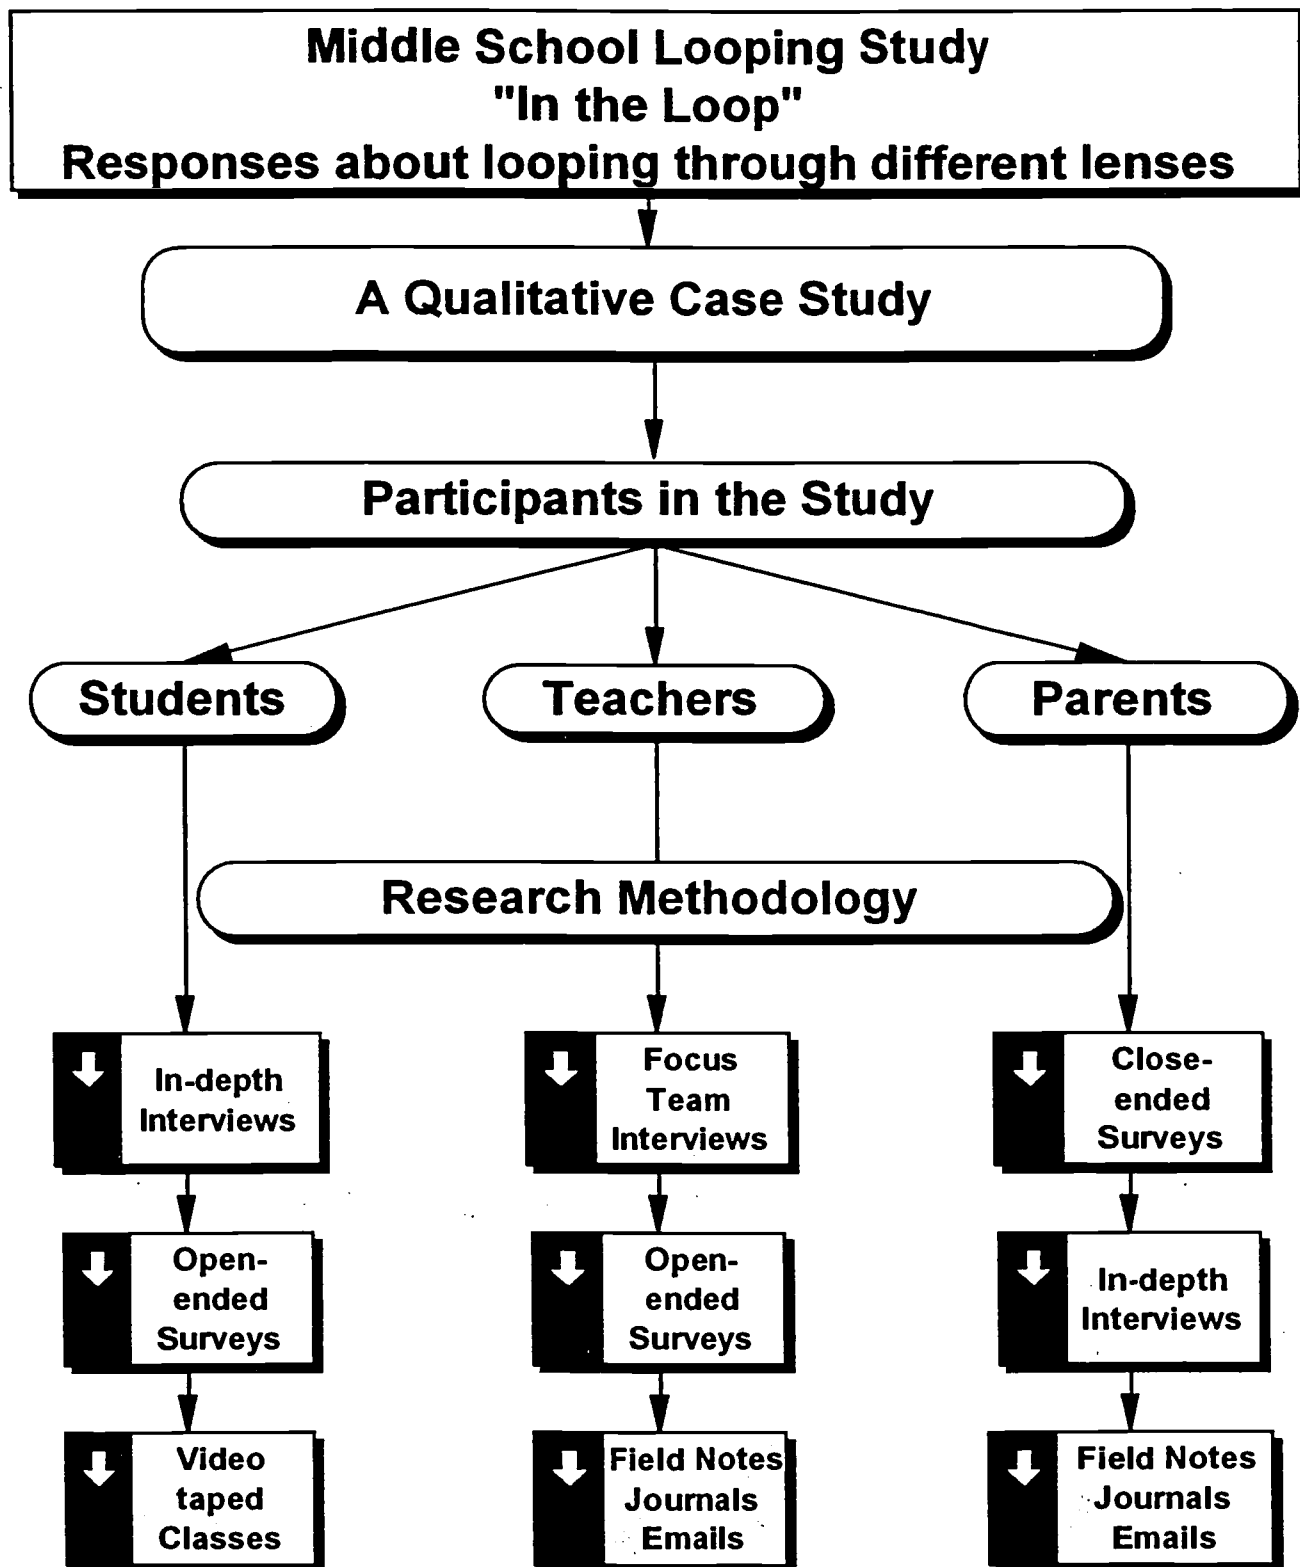 Middle School Looping Study
"In the Loop"
Responses about looping through different lenses
A Qualitative Case Study
Participants in the Study
Students
Teachers
Parents
Research Methodology
In-depth
Interviews
Focus
Team
Interviews
Close-
ended
Surveys
Open-
ended
Surveys
Open-
ended
Surveys
In-depth
Interviews
Video
taped
Classes
Field Notes
Journals
Emails
Field Notes
Journals
Emails